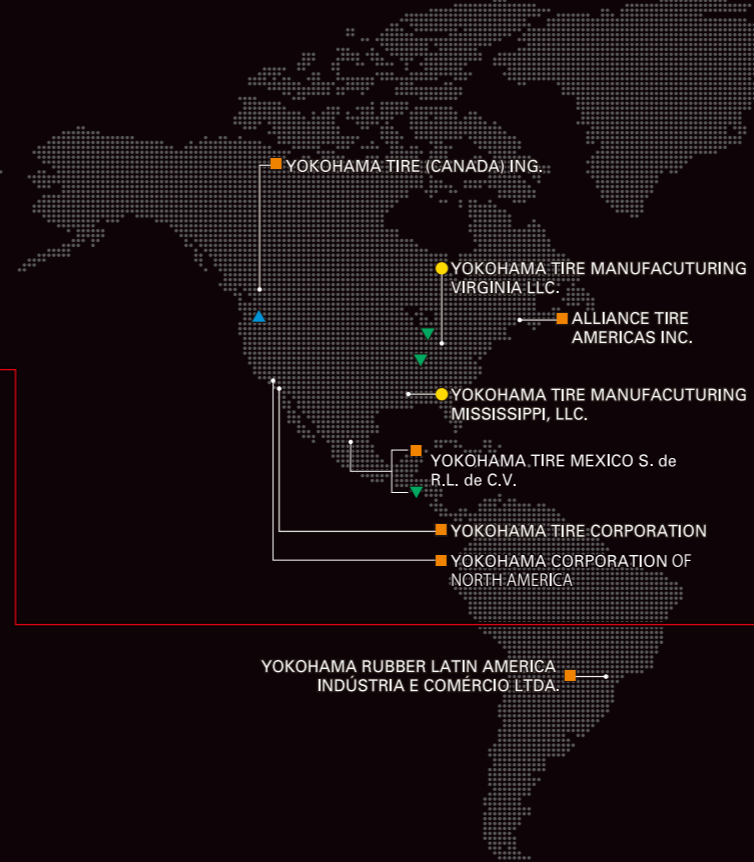 YOKOHAMA TIRE (CANADA) ING.
YOKOHAMA TIRE MANUFACUTURING
VIRGINIA LLC.
ALLIANCE TIRE
AMERICAS INC.
YOKOHAMA TIRE MANUFACUTURING
MISSISSIPPI, LLC.
YOKOHAMA TIRE MEXICO S. de
R.L. de C.V.
YOKOHAMA TIRE CORPORATION
YOKOHAMA CORPORATION OF
NORTH AMERICA
YOKOHAMA RUBBER LATIN AMERICA
INDÚSTRIA E COMÉRCIO LTDA.